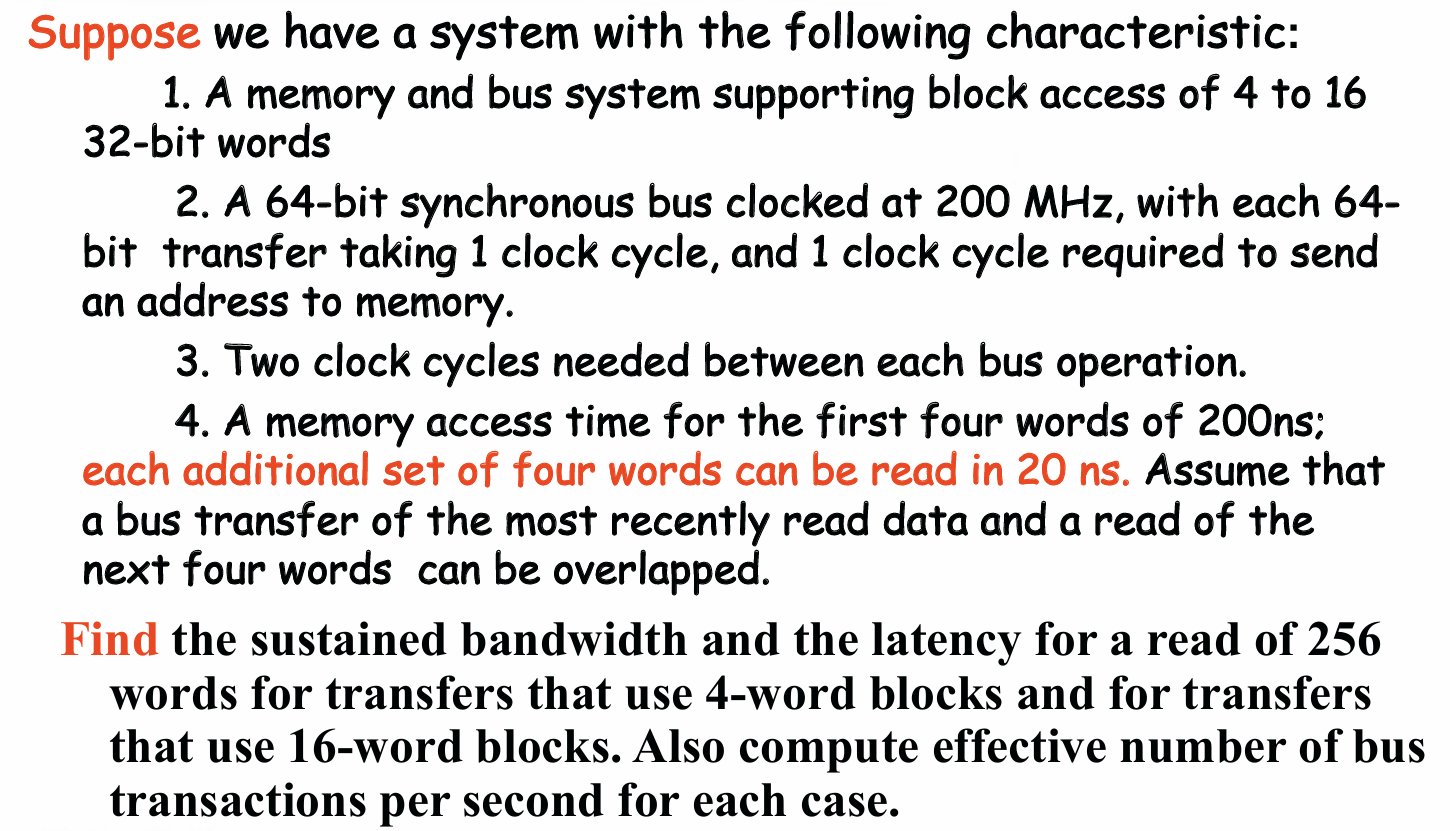 Suppose we have a system with the following characteristic:
1. A memory and bus system supporting block access of 4 to 16
32-bit words
2. A 64-bit synchronous bus clocked at 200 MHz, with each 64-
bit transfer taking 1 clock cycle, and 1 clock cycle required to send
an address to memory.
3. Two clock cycles needed between each bus operation.
4. A memory access time for the first four words of 200ns;
each additional set of four words can be read in 20 ns. Assume that
a bus transfer of the most recently read data and a read of the
next four words can be overlapped.
Find the sustained bandwidth and the latency for a read of 256
words for transfers that use 4-word blocks and for transfers
that use 16-word blocks. Also compute effective number of bus
transactions per second for each case.